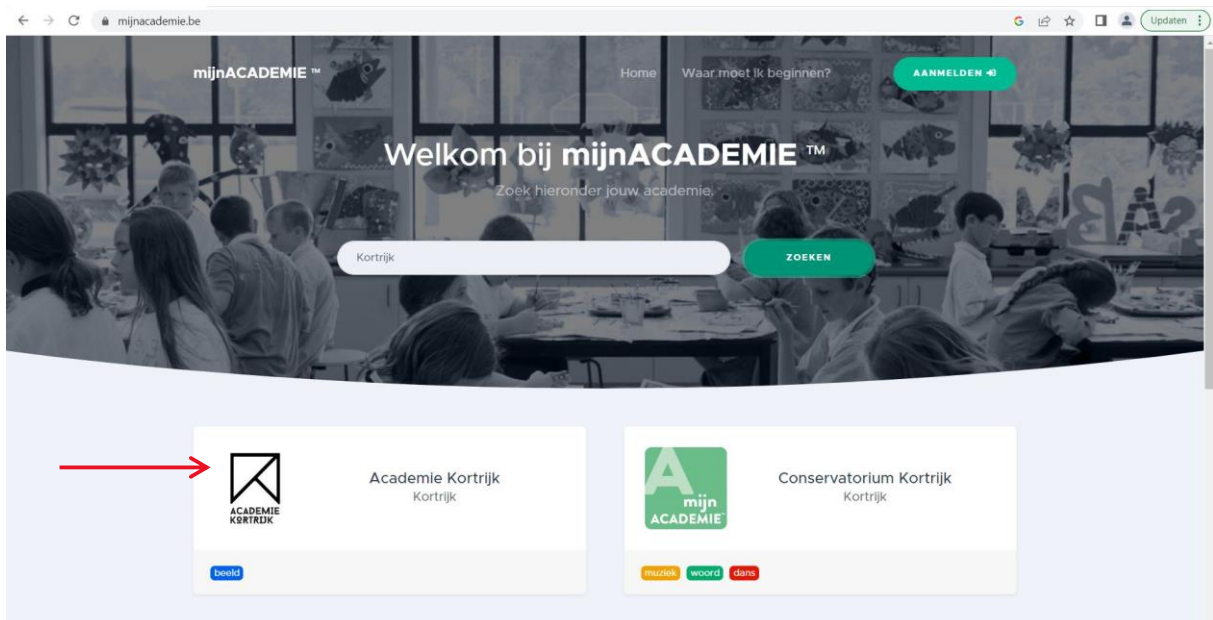 mijnacademie.be
Updaten
mijnACADEMIE ™
Home
Waar moet ik beginnen?
AANMELDEN
Welkom bij mijnACADEMIE ™
Zoek hieronder jouw academie.
Kortrijk
ZOEKEN
ACADEMIE
KORTRIJK
Academie Kortrijk
Kortrijk
beeld
A
mijn
ACADEMIE
Conservatorium Kortrijk
Kortrijk
muziek woord dans